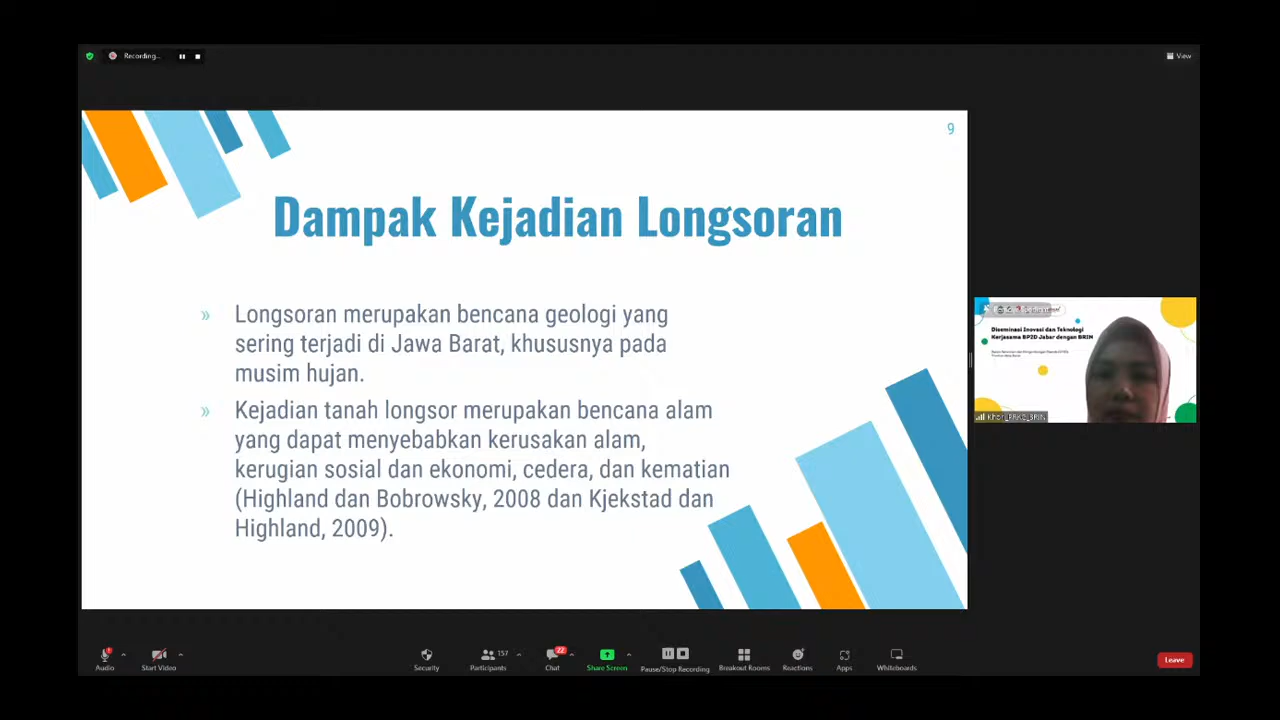 Recording...
View
9
Dampak Kejadian Longsoran
» Longsoran merupakan bencana geologi yang
sering terjadi di Jawa Barat, khususnya pada
musim hujan.
» Kejadian tanah longsor merupakan bencana alam
yang dapat menyebabkan kerusakan alam,
kerugian sosial dan ekonomi, cedera, dan kematian
(Highland dan Bobrowsky, 2008 dan Kjekstad dan
Highland, 2009).
Diseminasi Inovasi dan Teknologi
Kerjasama BP2D Jabar dengan BRIN
Audio
Start Video
Security
157
Participants
22
Chat
Share Screen
Pause/Stop Recording
Breakout Rooms
Reactions
Apps
Whiteboards
Leave